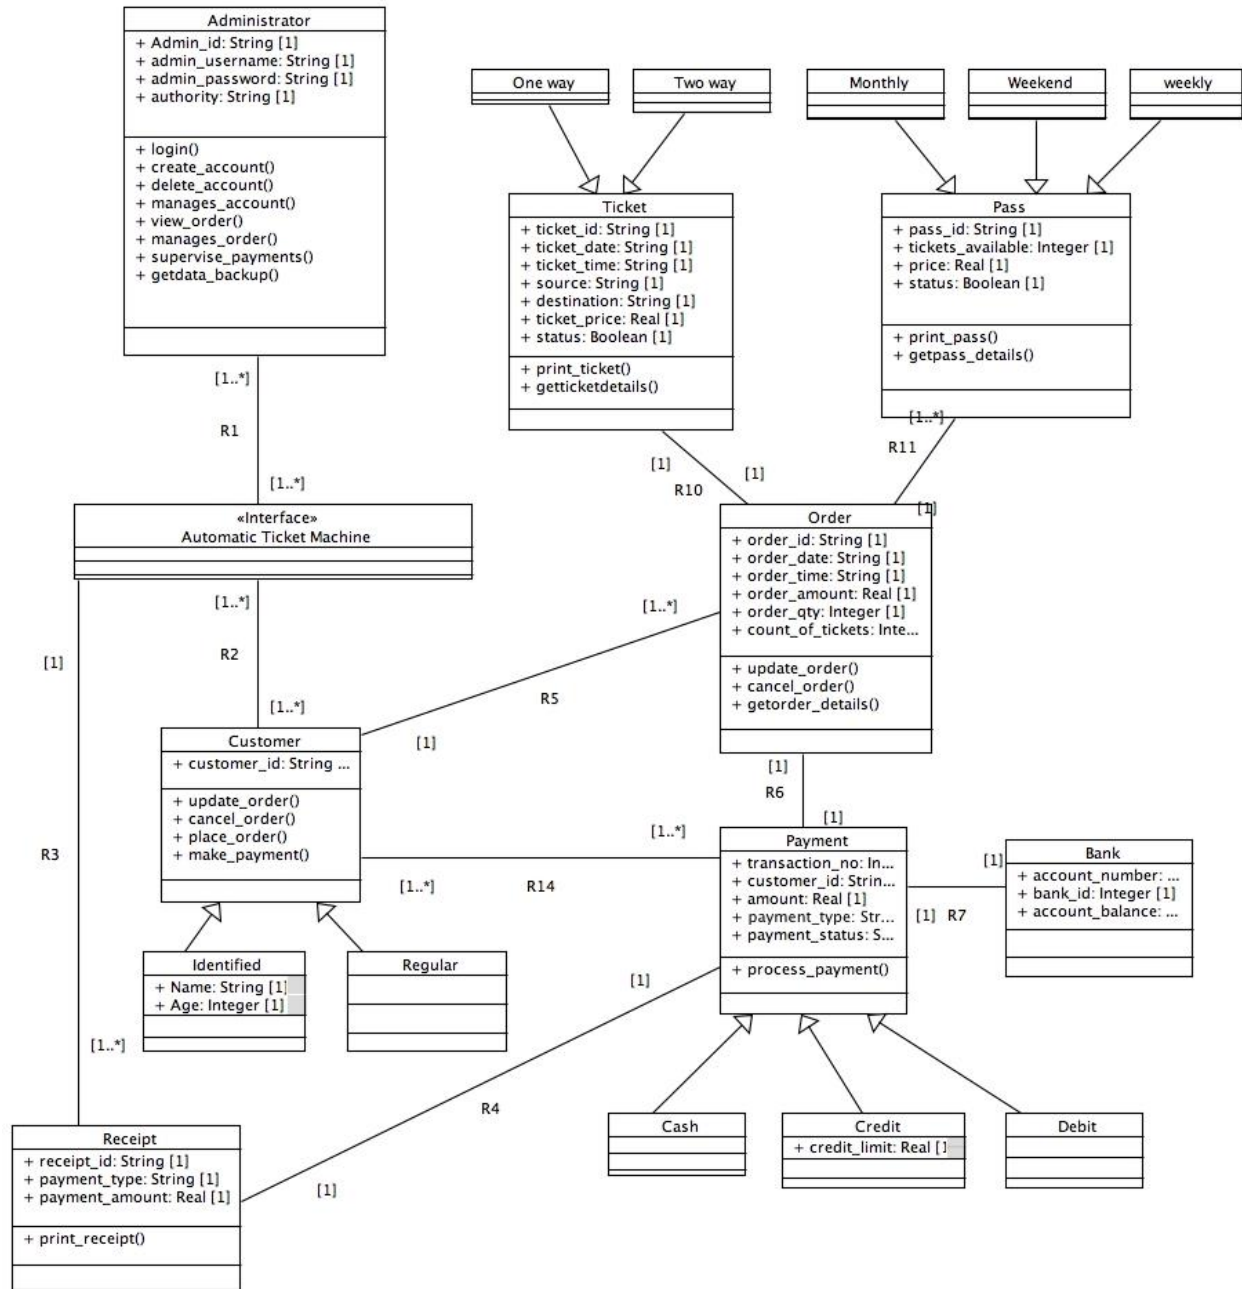 Administrator
+ Admin_id: String [1]
+ admin_username: String [1]
+ admin_password: String [1]
+ authority: String [1]
+ login()
+ create_account()
+ delete_account()
+ manages_account()
+ view_order()
+ manages_order()
+ supervise_payments()
+ getdata_backup()
One way
Two way
Monthly
Weekend
weekly
Ticket
+ ticket_id: String [1]
+ ticket_date: String [1]
+ ticket_time: String [1]
+ source: String [1]
+ destination: String [1]
+ ticket_price: Real [1]
+ status: Boolean [1]
+ print_ticket()
+ getticketdetails()
Pass
+ pass_id: String [1]
+ tickets_available: Integer [1]
+ price: Real [1]
+ status: Boolean [1]
+ print_pass()
+ getpass_details()
[1..*]
R1
[1..*]
[1]
R10
[1]
[1..*]
R11
[1]
«Interface»
Automatic Ticket Machine
Order
+ order_id: String [1]
+ order_date: String [1]
+ order_time: String [1]
+ order_amount: Real [1]
+ order_qty: Integer [1]
+ count_of_tickets: Inte...
+ update_order()
+ cancel_order()
+ getorder_details()
[1..*]
R2
[1..*]
[1]
R3
[1..*]
[1..*]
R5
[1]
Customer
+ customer_id: String ...
+ update_order()
+ cancel_order()
+ place_order()
+ make_payment()
[1]
R6
[1]
[1..*]
R14
[1..*]
Payment
+ transaction_no: In...
+ customer_id: Strin...
+ amount: Real [1]
+ payment_type: Str...
+ payment_status: S...
+ process_payment()
[1]
[1] R7
Bank
+ account_number: ...
+ bank_id: Integer [1]
+ account_balance: ...
Identified
+ Name: String [1]
+ Age: Integer [1]
Regular
[1]
R4
[1]
Cash
Credit
+ credit_limit: Real [1
Debit
Receipt
+ receipt_id: String [1]
+ payment_type: String [1]
+ payment_amount: Real [1]
+ print_receipt()